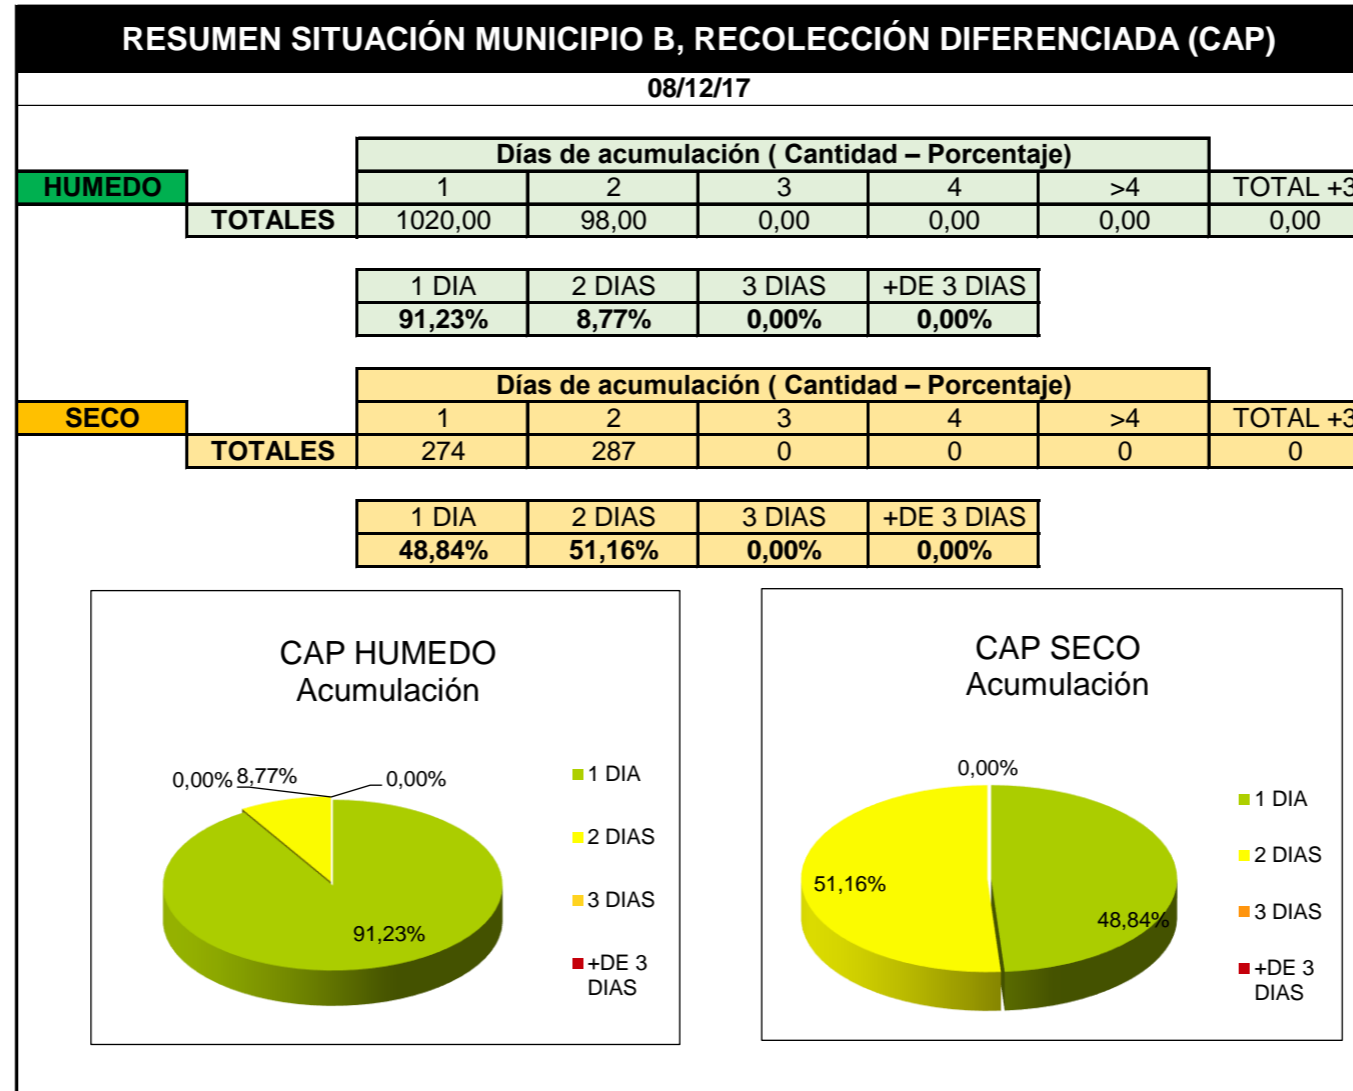 RESUMEN SITUACIÓN MUNICIPIO B, RECOLECCIÓN DIFERENCIADA (CAP)
08/12/17
Días de acumulación ( Cantidad – Porcentaje)
HUMEDO 1 2 3 4 >4 TOTAL +3
TOTALES 1020,00 98,00 0,00 0,00 0,00 0,00
1 DIA 2 DIAS 3 DIAS +DE 3 DIAS
91,23% 8,77% 0,00% 0,00%
Días de acumulación ( Cantidad – Porcentaje)
SECO 1 2 3 4 >4 TOTAL +3
TOTALES 274 287 0 0 0 0
1 DIA 2 DIAS 3 DIAS +DE 3 DIAS
48,84% 51,16% 0,00% 0,00%
CAP HUMEDO
Acumulación
0,00% 8,77% 0,00%
91,23%
1 DIA
2 DIAS
3 DIAS
+DE 3
DIAS
CAP SECO
Acumulación
0,00%
51,16%
48,84%
1 DIA
2 DIAS
3 DIAS
+DE 3
DIAS